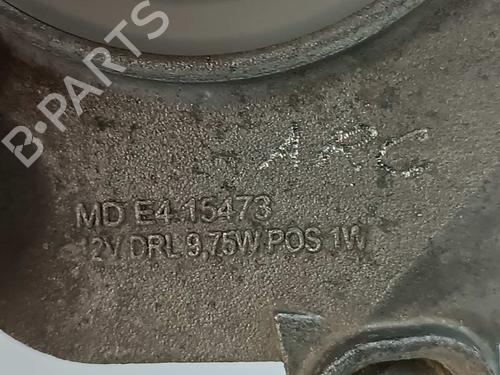 B-PARTS
ARC
MD E4 15473
12V DRL 9,75W POS 1W